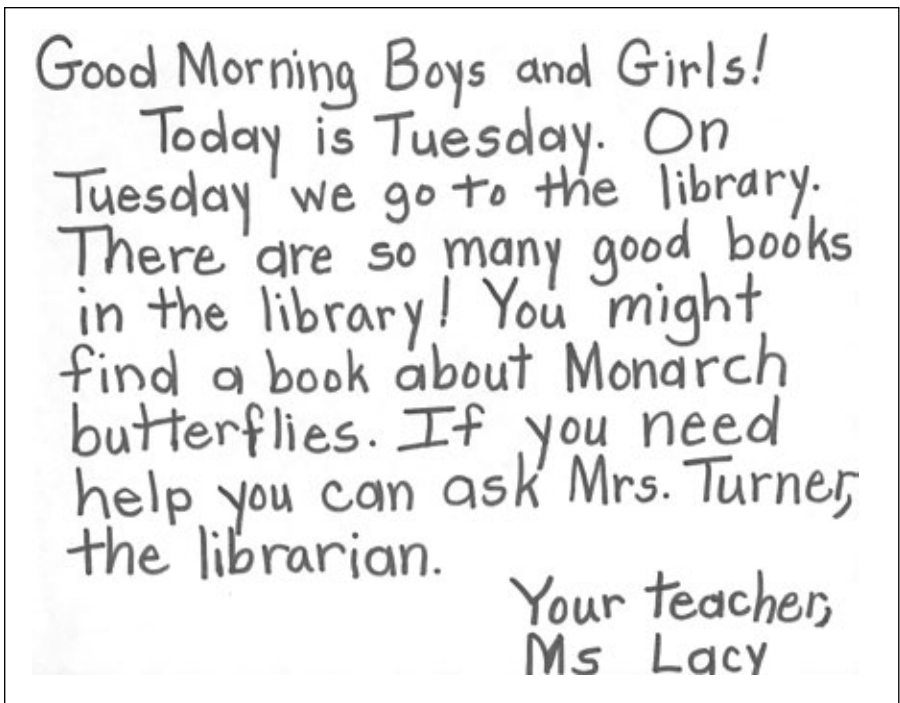 Good Morning Boys and Girls!
Today is Tuesday. On
Tuesday we go to the library.
There are so many good books
in the library! You might
find a book about Monarch
butterflies. If you need
help you can ask Mrs. Turner,
the librarian.
Your teacher,
Ms Lacy